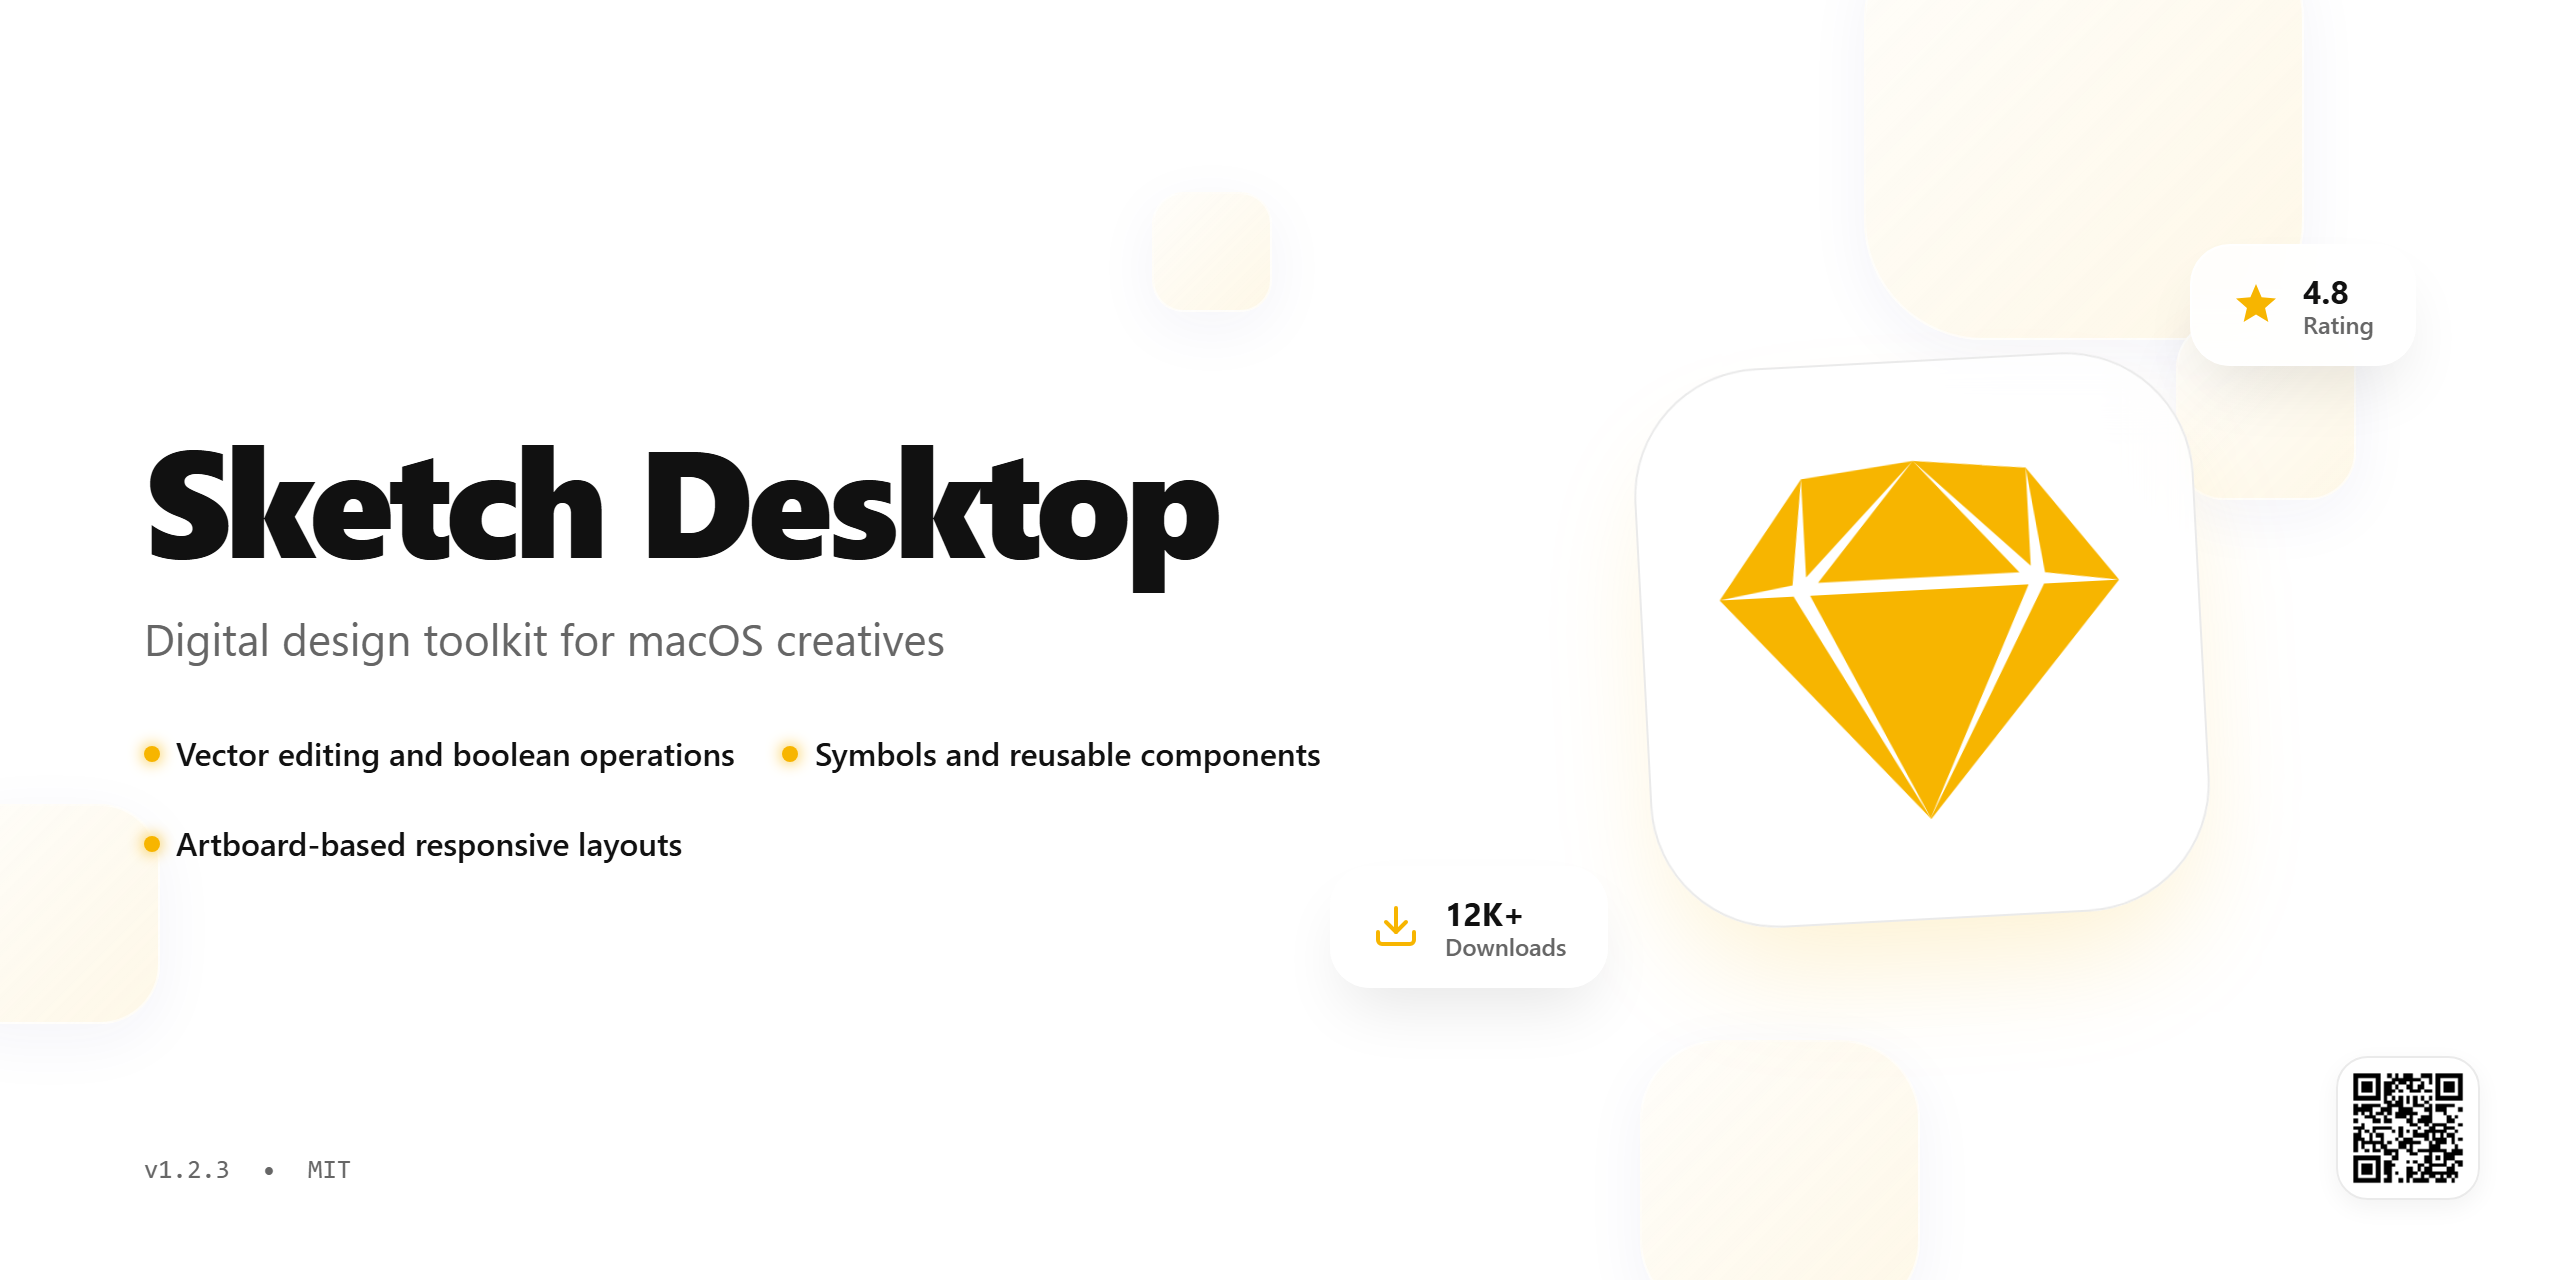 Sketch Desktop
Digital design toolkit for macOS creatives
Vector editing and boolean operations
Symbols and reusable components
Artboard-based responsive layouts
4.8
Rating
12K+
Downloads
v1.2.3 • MIT